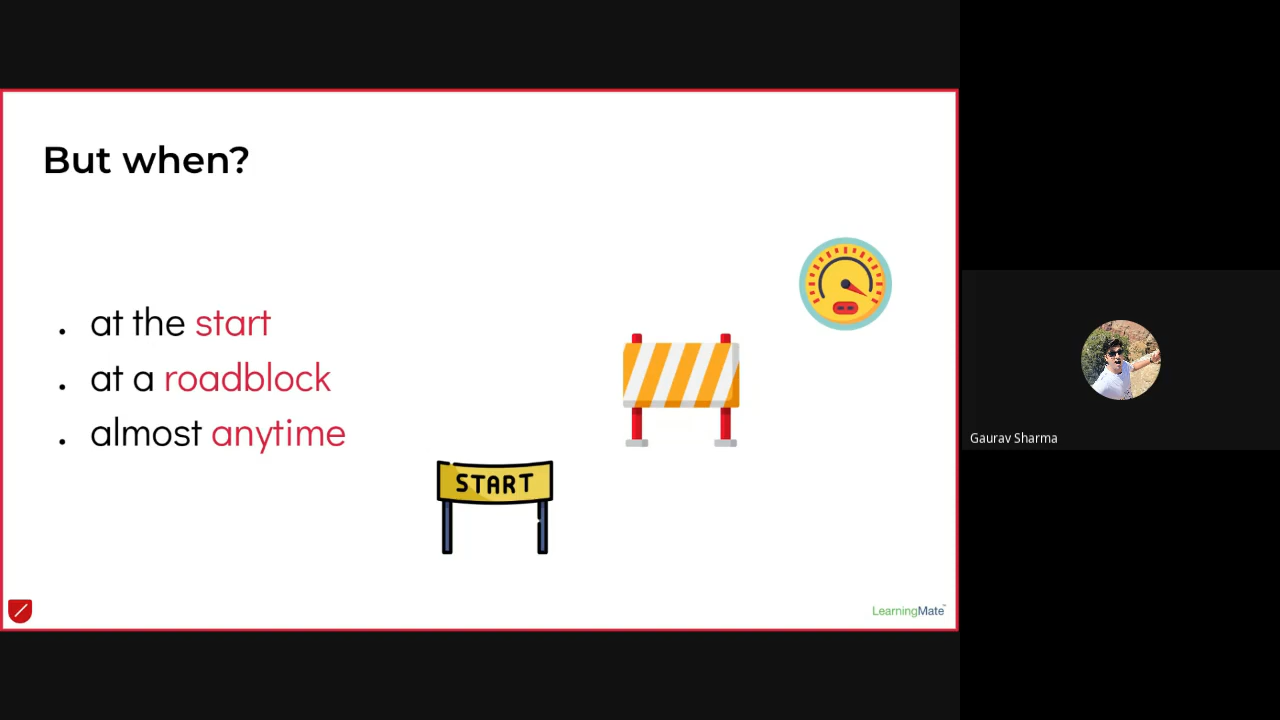 But when?
. at the start
. at a roadblock
. almost anytime
START
LearningMate
Gaurav Sharma